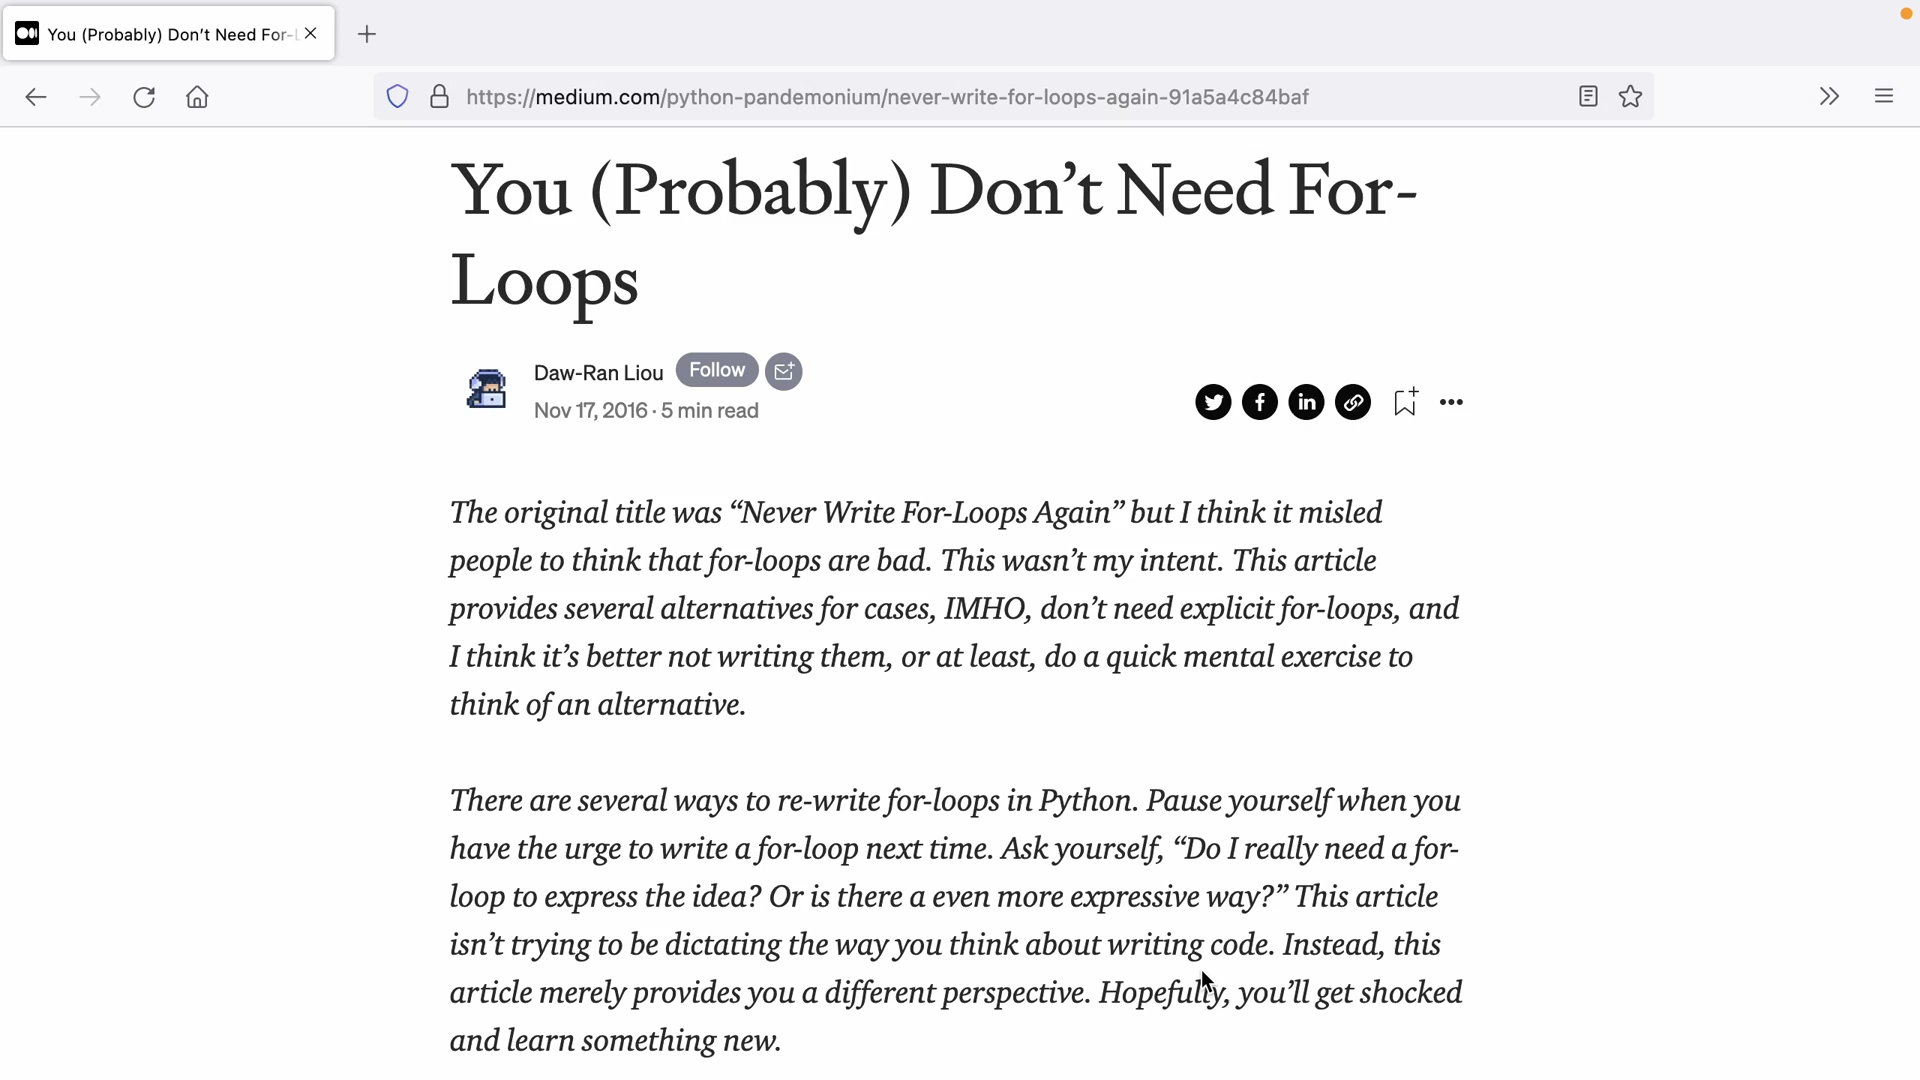 You (Probably) Don’t Need For-L
https://medium.com/python-pandemonium/never-write-for-loops-again-91a5a4c84baf
You (Probably) Don’t Need For-
Loops
Daw-Ran Liou Follow
Nov 17, 2016 · 5 min read
The original title was “Never Write For-Loops Again” but I think it misled
people to think that for-loops are bad. This wasn’t my intent. This article
provides several alternatives for cases, IMHO, don’t need explicit for-loops, and
I think it’s better not writing them, or at least, do a quick mental exercise to
think of an alternative.
There are several ways to re-write for-loops in Python. Pause yourself when you
have the urge to write a for-loop next time. Ask yourself, “Do I really need a for-
loop to express the idea? Or is there a even more expressive way?” This article
isn’t trying to be dictating the way you think about writing code. Instead, this
article merely provides you a different perspective. Hopefully, you’ll get shocked
and learn something new.